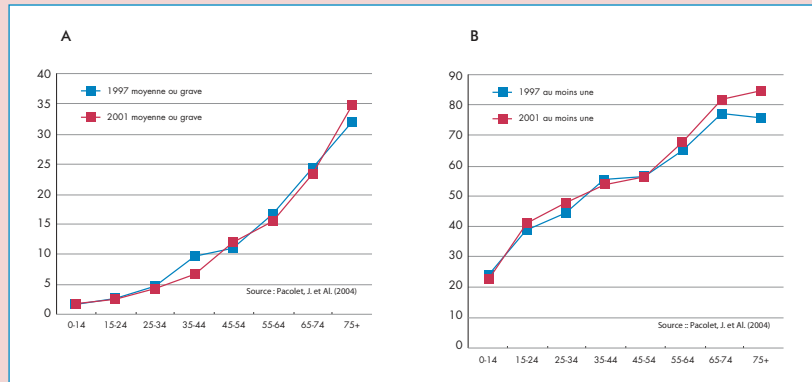 A
40
35
30
25
20
15
10
5
0
1997 moyenne ou grave
2001 moyenne ou grave
Source : Pacolet, J. et Al. (2004)
0-14 15-24 25-34 35-44 45-54 55-64 65-74 75+
B
90
80
70
60
50
40
30
20
10
0
1997 au moins une
2001 au moins une
Source :: Pacolet, J. et Al. (2004)
0-14 15-24 25-34 35-44 45-54 55-64 65-74 75+